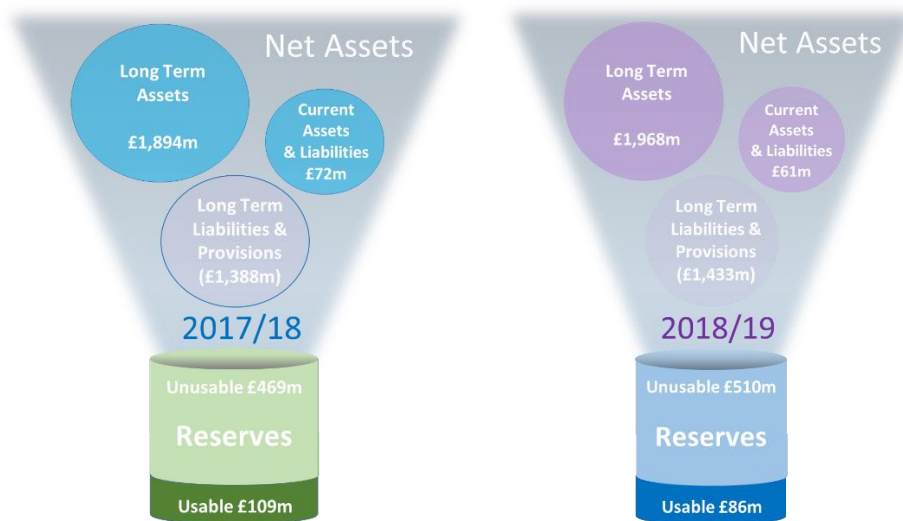 Net Assets
Long Term
Assets
£1,894m
Current
Assets
& Liabilities
£72m
Long Term
Liabilities &
Provisions
(£1,388m)
2017/18
Unusable £469m
Reserves
Usable £109m
Net Assets
Long Term
Assets
£1,968m
Current
Assets
& Liabilities
£61m
Long Term
Liabilities &
Provisions
(£1,433m)
2018/19
Unusable £510m
Reserves
Usable £86m